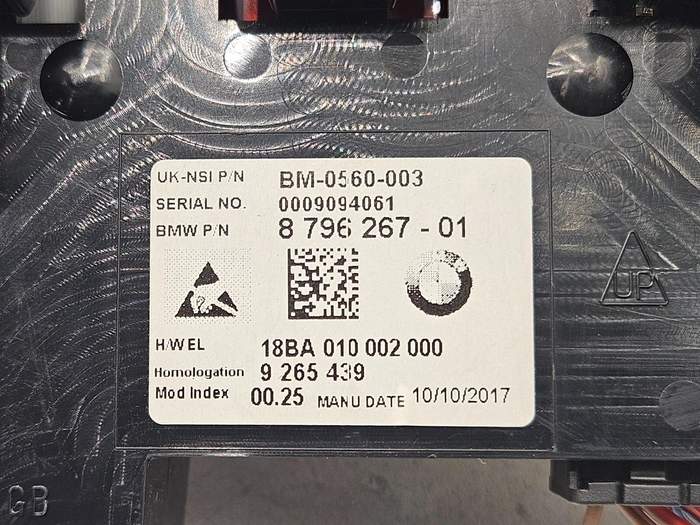 UK-NSI P/N BM-0560-003
SERIAL NO. 0009094061
BMW P/N 8 796 267 - 01
UP
H/W EL 18BA 010 002 000
Homologation 9 265 439
Mod Index 00.25 MANU DATE 10/10/2017
GB